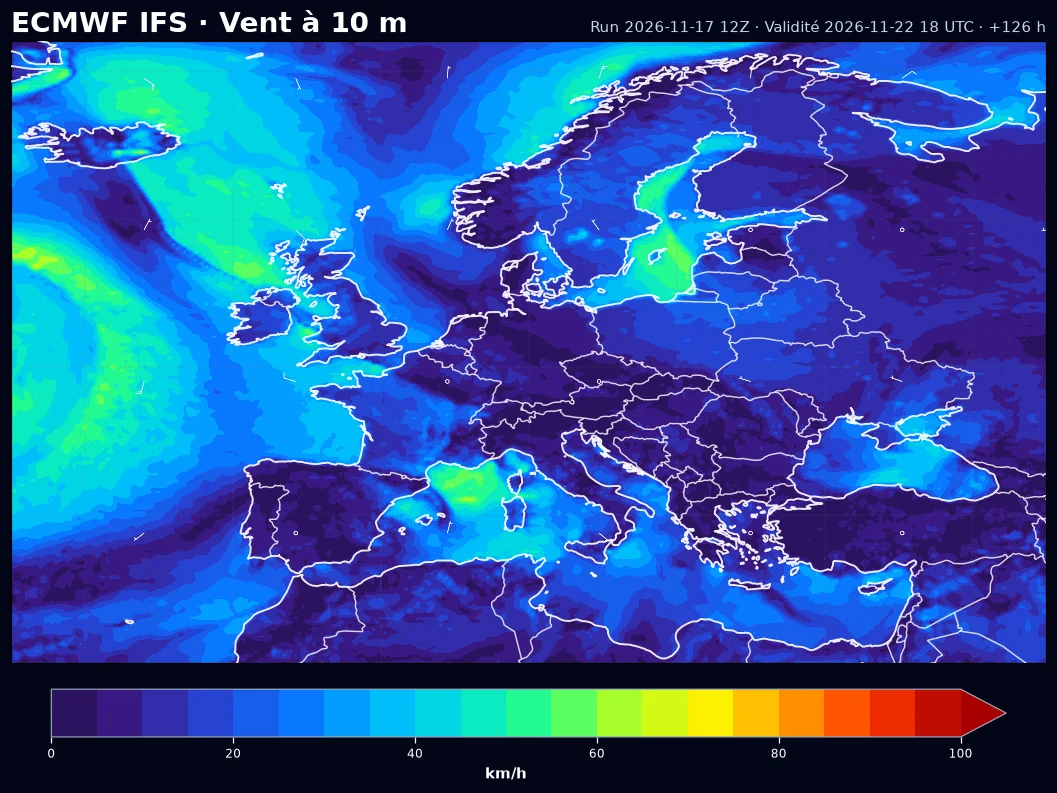 ECMWF IFS · Vent à 10 m
Run 2026-11-17 12Z · Validité 2026-11-22 18 UTC · +126 h
0 20 40 60 80 100
km/h